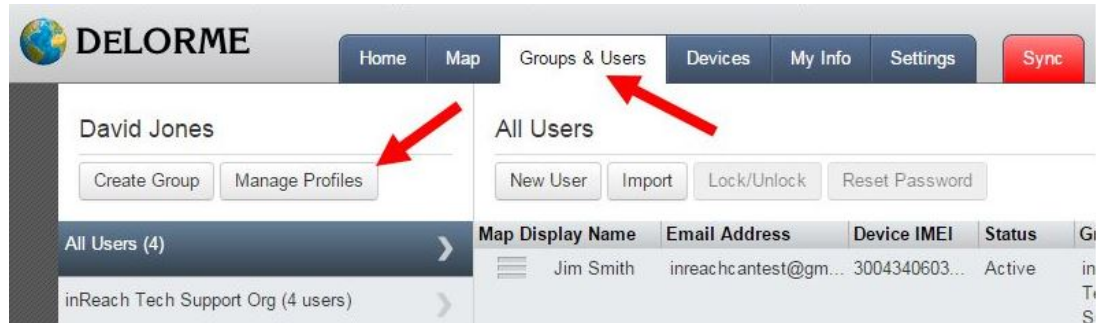 DELORME
Home Map Groups & Users Devices My Info Settings Sync
David Jones
Create Group Manage Profiles
All Users (4)
inReach Tech Support Org (4 users)
All Users
New User Import Lock/Unlock Reset Password
Map Display Name Email Address Device IMEI Status
Jim Smith inreachcantest@gm... 3004340603... Active in